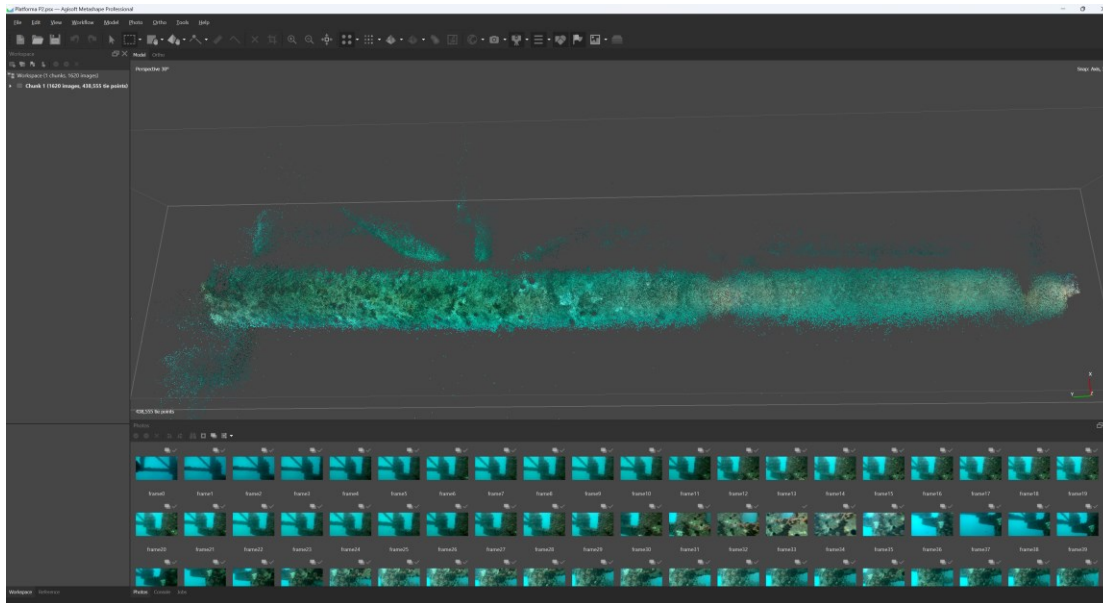 Platforma P2.psx — Agisoft Metashape Professional
File Edit View Workflow Model Photo Ortho Tools Help
Workspace
Model Ortho
Workspace (1 chunks, 1620 images)
Chunk 1 (1620 images, 438,555 tie points)
Perspective 30°
Snap: Axis,
X
Y
Z
438,555 tie points
Photos
frame0 frame1 frame2 frame3 frame4 frame5 frame6 frame7 frame8 frame9 frame10 frame11 frame12 frame13 frame14 frame15 frame16 frame17 frame18 frame19
frame20 frame21 frame22 frame23 frame24 frame25 frame26 frame27 frame28 frame29 frame30 frame31 frame32 frame33 frame34 frame35 frame36 frame37 frame38 frame39
Workspace Reference
Photos Console Jobs